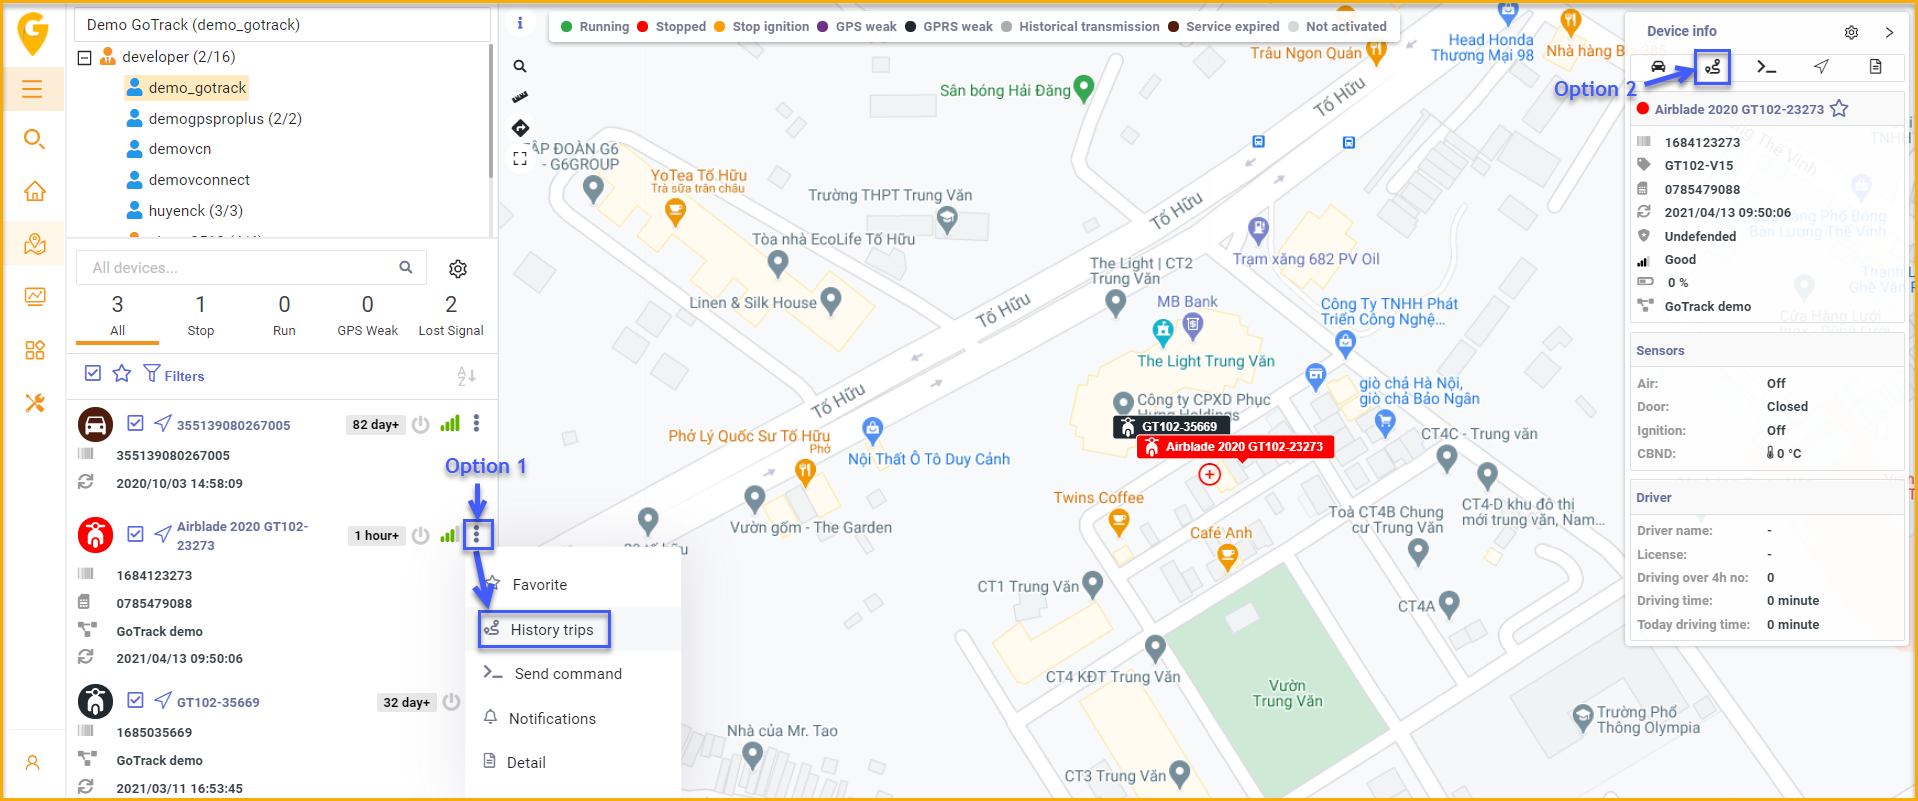 Demo GoTrack (demo_gotrack)
developer (2/16)
demo_gotrack
demogpsproplus (2/2)
demovcn
demovconnect
huyenck (3/3)
All devices...
3
All
1
Stop
0
Run
0
GPS Weak
2
Lost Signal
Filters
355139080267005
82 day+
355139080267005
2020/10/03 14:58:09
Option 1
Airblade 2020 GT102-
23273
1 hour+
1684123273
0785479088
GoTrack demo
2021/04/13 09:50:06
GT102-35669
32 day+
1685035669
GoTrack demo
2021/03/11 16:53:45
Favorite
History trips
Send command
Notifications
Detail
Running
Stopped
Stop ignition
GPS weak
GPRS weak
Historical transmission
Service expired
Not activated
Trâu Ngon Quán
Head Honda
Thương Mại 98
Nhà hàng Bia 385
Sân bóng Hải Đăng
Tố Hữu
TẬP ĐOÀN G6
- G6GROUP
YoTea Tố Hữu
Trà sữa trân châu
Trường THPT Trung Văn
Tố Hữu
Tòa nhà EcoLife Tố Hữu
Trạm xăng 682 PV Oil
The Light | CT2
Trung Văn
Linen & Silk House
Tố Hữu
MB Bank
Công Ty TNHH Phát
Triển Công Nghệ...
The Light Trung Văn
giò chả Hà Nội,
giò chả Bảo Ngân
Tố Hữu
Công ty CPXD Phục
Hưng Holdings
GT102-35669
Airblade 2020 GT102-23273
CT4C - Trung văn
Phở Lý Quốc Sư Tố Hữu
Phở
Nội Thất Ô Tô Duy Cảnh
Twins Coffee
CT4-D khu đô thị
mới trung văn, Nam...
Toà CT4B Chung
cư Trung Văn
Vườn gốm - The Garden
Café Anh
CT1 Trung Văn
CT4A
CT4 KĐT Trung Văn
Vườn
Trung Văn
Trường Phổ
Thông Olympia
Nhà của Mr. Tao
CT3 Trung Văn
Device info
Option 2
Airblade 2020 GT102-23273
1684123273
GT102-V15
0785479088
2021/04/13 09:50:06
Undefended
Good
0 %
GoTrack demo
Sensors
Air: Off
Door: Closed
Ignition: Off
CBND: 0 °C
Driver
Driver name: -
License: -
Driving over 4h no: 0
Driving time: 0 minute
Today driving time: 0 minute